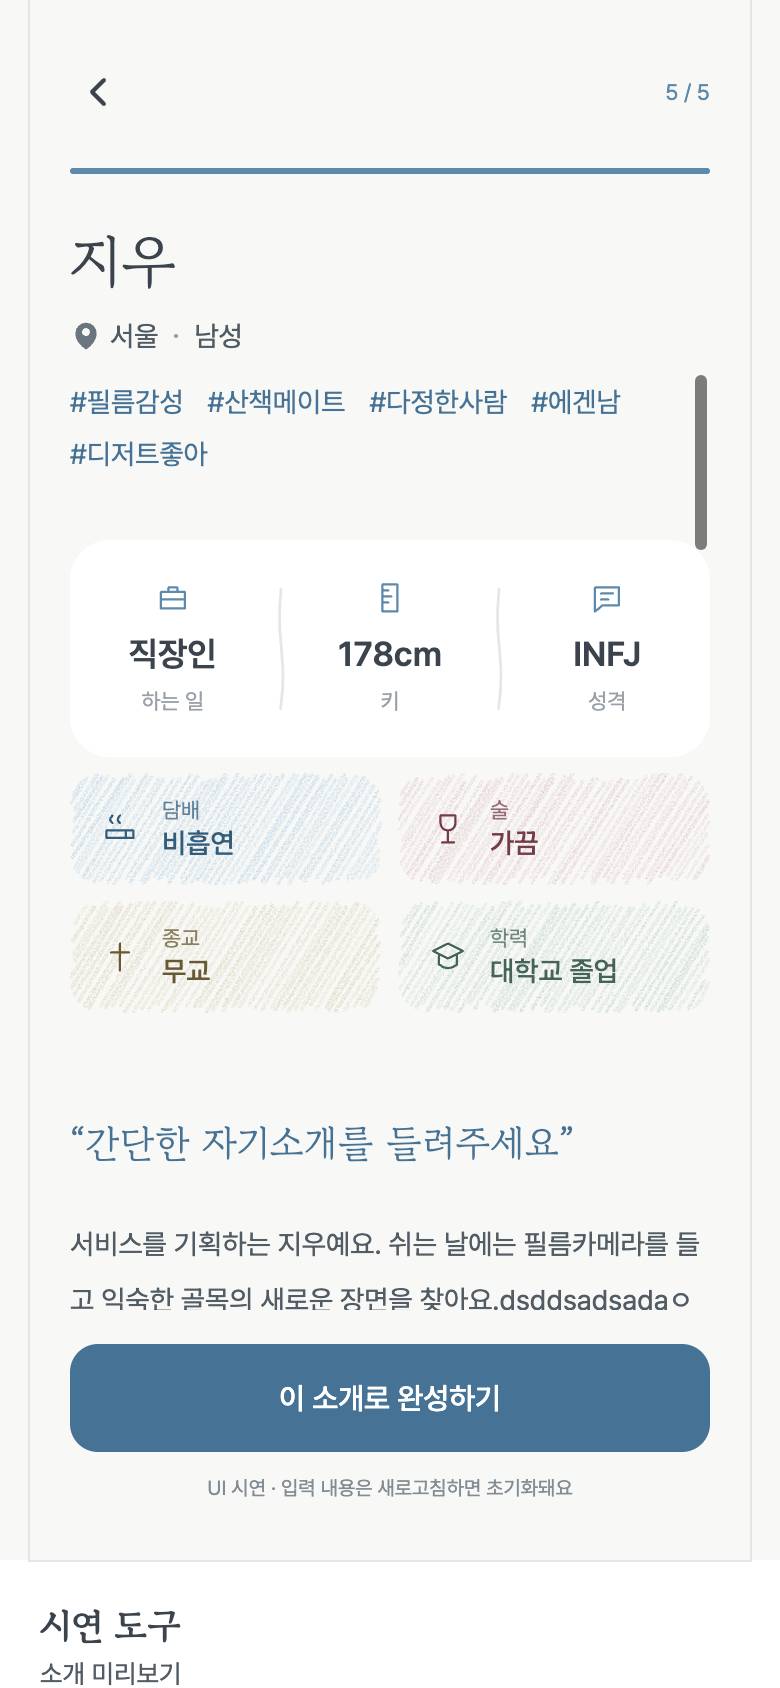 5 / 5
지우
서울 · 남성
#필름감성 #산책메이트 #다정한사람 #에겐남
#디저트좋아
직장인 178cm INFJ
하는 일 키 성격
담배 술
비흡연 가끔
종교 학력
무교 대학교 졸업
“간단한 자기소개를 들려주세요”
서비스를 기획하는 지우예요. 쉬는 날에는 필름카메라를 들
고 익숙한 골목의 새로운 장면을 찾아요.dsddsadsadaㅇ
이 소개로 완성하기
UI 시연 · 입력 내용은 새로고침하면 초기화돼요
시연 도구
소개 미리보기